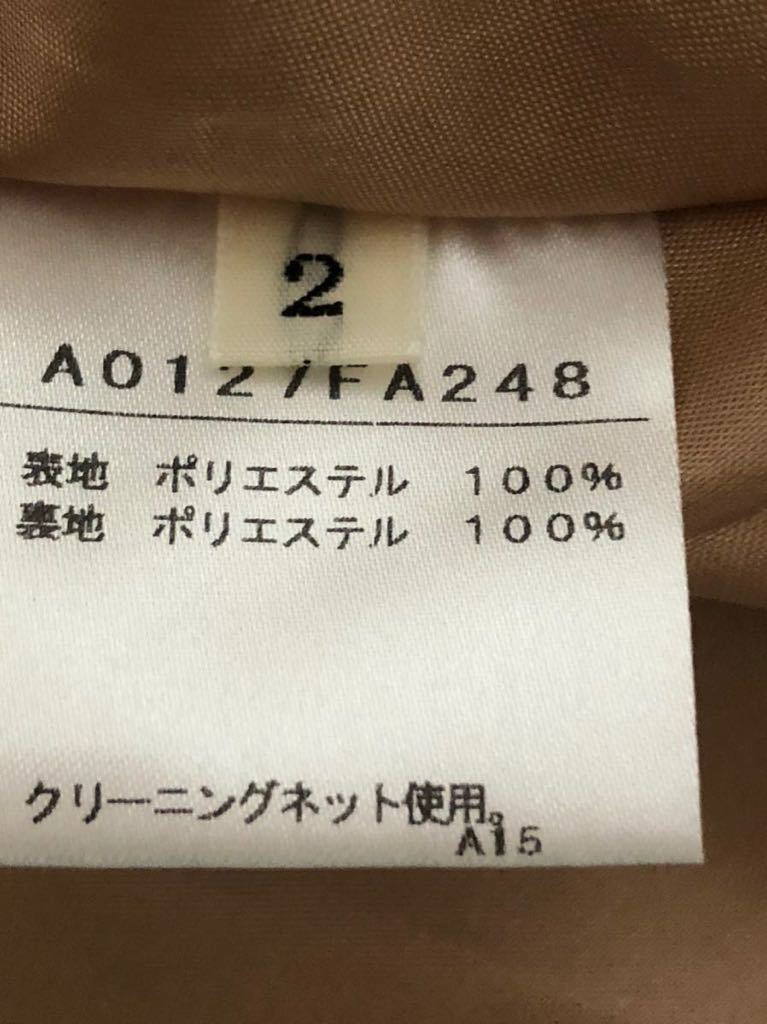 2
A0127FA248
表地 ポリエステル 100%
裏地 ポリエステル 100%
クリーニングネット使用。
A15